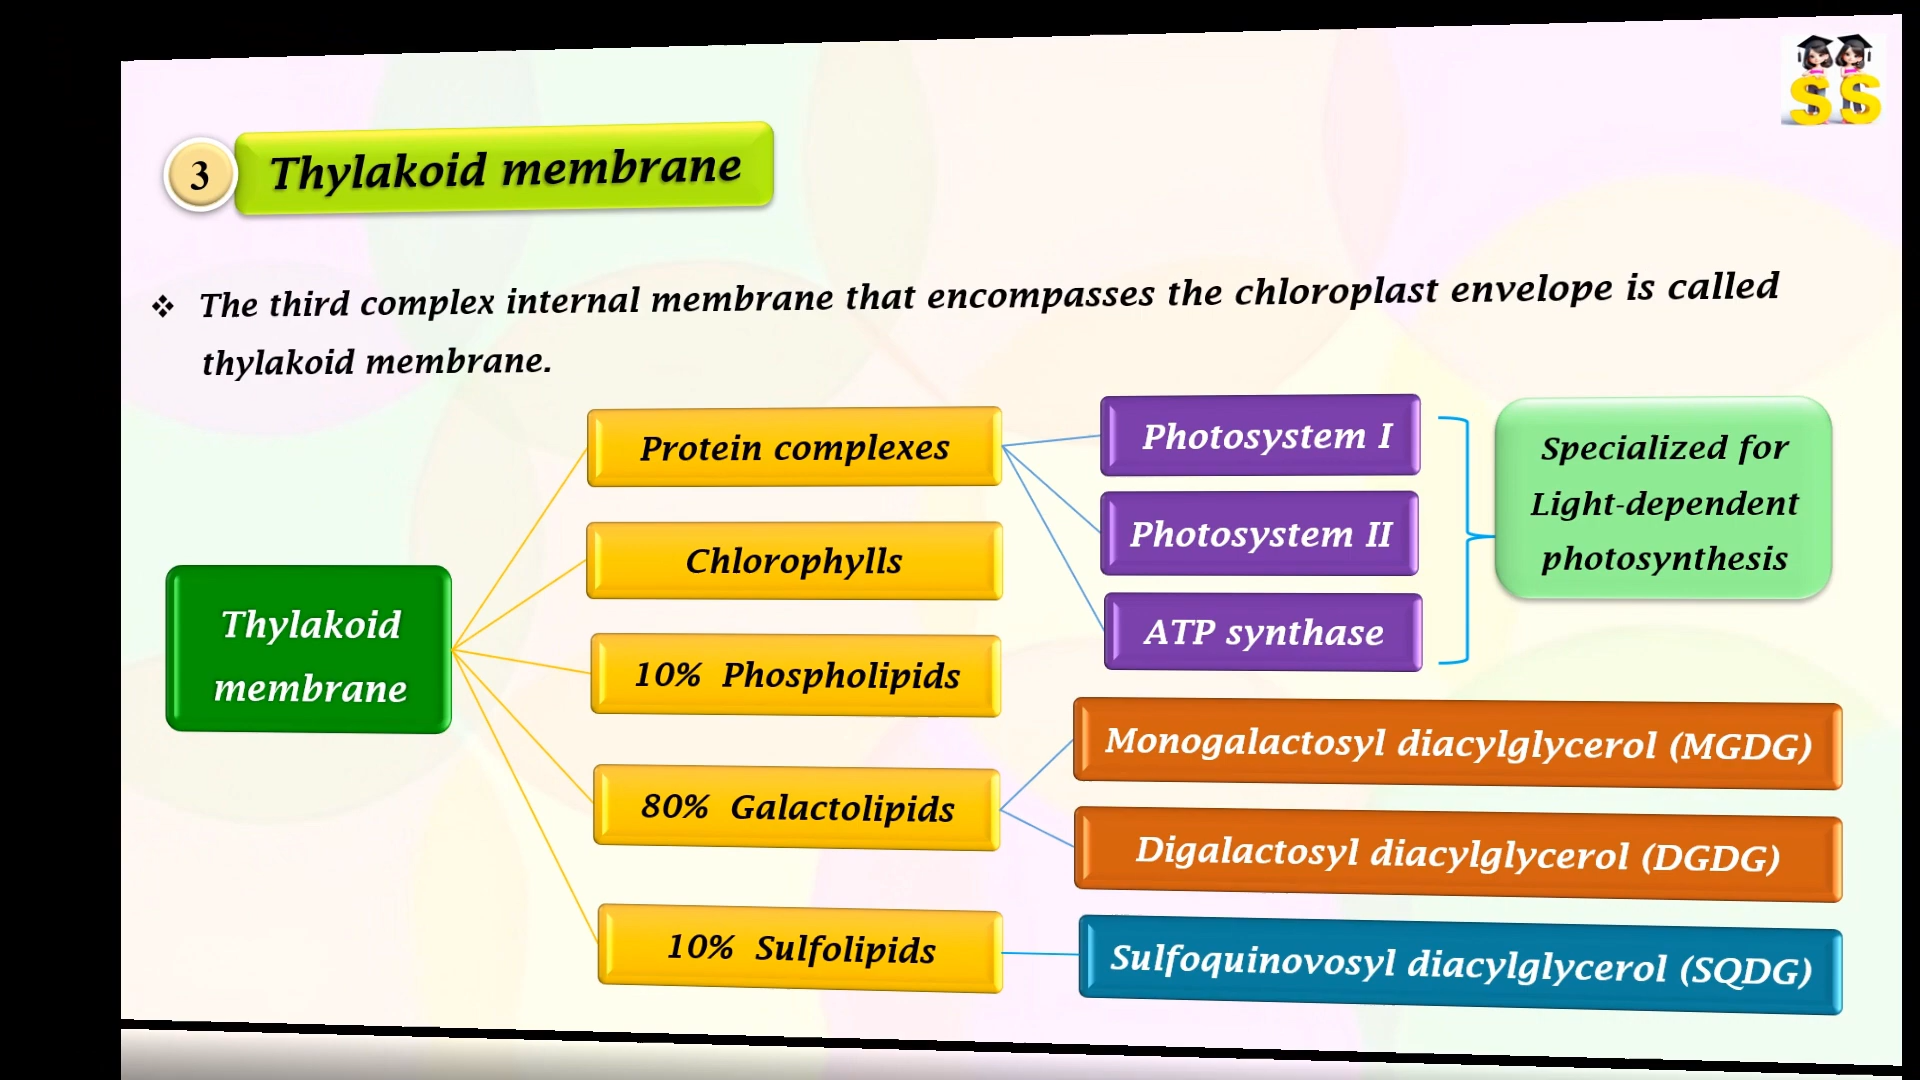 3
Thylakoid membrane
❖ The third complex internal membrane that encompasses the chloroplast envelope is called
thylakoid membrane.
Thylakoid
membrane
Protein complexes
Chlorophylls
10% Phospholipids
80% Galactolipids
10% Sulfolipids
Photosystem I
Photosystem II
ATP synthase
Specialized for
Light-dependent
photosynthesis
Monogalactosyl diacylglycerol (MGDG)
Digalactosyl diacylglycerol (DGDG)
Sulfoquinovosyl diacylglycerol (SQDG)
SS